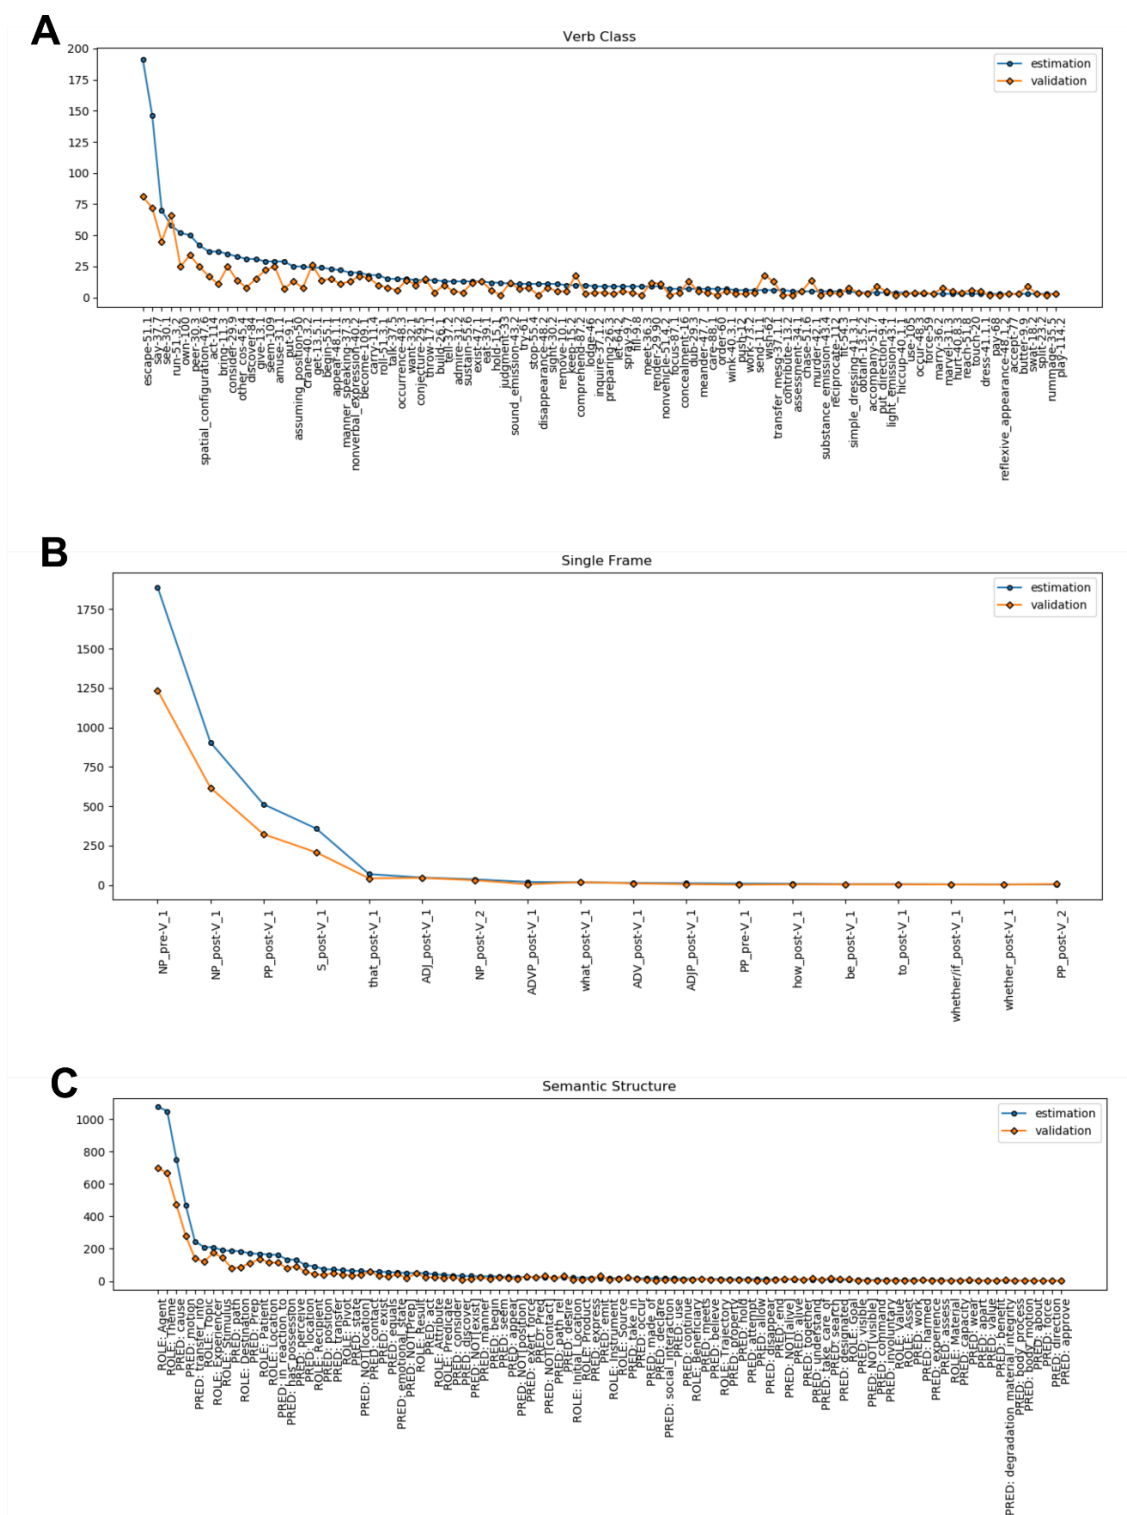 A
Verb Class
estimation
validation
200
175
150
125
100
75
50
25
0
escape-51.1
say-37.7
see-30.1
run-51.3.2
own-100
peer-30.3
spatial_configuration-47.6
act-114
bring-11.3
consider-29.9
other_cos-45.4
discover-84
give-13.1
seem-109
amuse-31.1
put-9.1
assuming_position-50
crane-40.3.2
get-13.5.1
begin-55.1
appear-48.1.1
manner_speaking-37.3
nonverbal_expression-40.2
become-109.1
carry-11.4
roll-51.3.1
talk-37.5
occurrence-48.3
want-32.1
conjecture-29.5
throw-17.1
build-26.1
tell-37.2
admire-31.2
sustain-55.6
exist-47.1
eat-39.1
hold-15.1
judgment-33
sound_emission-43.2
try-61
stop-55.4
disappearance-48.2
sight-30.2
remove-10.1
keep-15.2
comprehend-87.2
lodge-46
inquire-37.1.2
preparing-26.3
herd-47.5.2
spray-9.7
fill-9.8
meet-36.3
render-29.90
nonvehicle-51.4.2
focus-87.1
concealment-16
dub-29.3
meander-47.7
care-88.1
order-60
wink-40.3.1
push-12
work-73.2
send-11.1
wish-62
transfer_mesg-37.1.1
contribute-13.2
assessment-34.1
chase-51.6
murder-42.1
substance_emission-43.4
reciprocate-112
fit-54.3
simple_dressing-41.3.1
obtain-13.5.2
accompany-51.7
put_direction-9.4
light_emission-43.1
hiccup-40.1.1
use-105
occur-48.3
force-59
marry-36.2
marvel-31.3
hurt-40.8.3
reach-51.8
touch-20
dress-41.1.1
pay-68
reflexive_appearance-48.1.2
accept-77
butter-9.9
swat-18.2
split-23.2
rummage-35.5
play-114.2
B
Single Frame
estimation
validation
1750
1500
1250
1000
750
500
250
0
NP_pre-V_1
NP_post-V_1
PP_post-V_1
S_post-V_1
that_post-V_1
ADJ_post-V_1
NP_post-V_2
ADVP_post-V_1
what_post-V_1
ADV_post-V_1
ADJP_post-V_1
PP_pre-V_1
how_post-V_1
be_post-V_1
to_post-V_1
whether/if_post-V_1
whether_post-V_1
PP_post-V_2
C
Semantic Structure
estimation
validation
1000
800
600
400
200
0
ROLE: Agent
ROLE: Theme
PRED: cause
PRED: motion
PRED: transfer_info
ROLE: Topic
ROLE: Experiencer
ROLE: Stimulus
PRED: path
ROLE: Destination
PRED: Prep
ROLE: Patient
ROLE: Location
PRED: in_reaction_to
PRED: has_possession
PRED: perceive
PRED: location
ROLE: Recipient
PRED: position
PRED: transfer
ROLE: Pivot
PRED: state
PRED: NOT[location]
PRED: contact
PRED: exist
PRED: equals
PRED: emotional_state
PRED: NOT[Prep]
ROLE: Result
PRED: act
ROLE: Attribute
ROLE: Predicate
PRED: consider
PRED: discover
PRED: NOT[exist]
PRED: manner
PRED: begin
PRED: seem
PRED: appear
PRED: NOT[position]
PRED: exert_force
PRED: Pred
PRED: NOT[contact]
PRED: path_rel
PRED: desire
ROLE: Initial_Location
ROLE: Product
PRED: express
PRED: emit
ROLE: Instrument
ROLE: Source
PRED: take_in
PRED: occur
PRED: made_of
PRED: declare
PRED: social_interaction
PRED: use
PRED: continue
ROLE: Beneficiary
PRED: meets
PRED: believe
ROLE: Trajectory
PRED: property
PRED: hold
PRED: attempt
PRED: allow
PRED: disappear
PRED: end
PRED: NOT[alive]
PRED: alive
PRED: together
PRED: understand
PRED: take_care_of
PRED: search
PRED: designated
ROLE: Goal
PRED: visible
PRED: NOT[visible]
PRED: command
PRED: involuntary
ROLE: Value
ROLE: Asset
PRED: work
PRED: harmed
PRED: experience
PRED: assess
ROLE: Material
PRED: capacity
PRED: wear
PRED: apart
PRED: value
PRED: benefit
PRED: degradation_material_integrity
PRED: body_process
PRED: body_motion
PRED: about
PRED: force
PRED: direction
PRED: approve